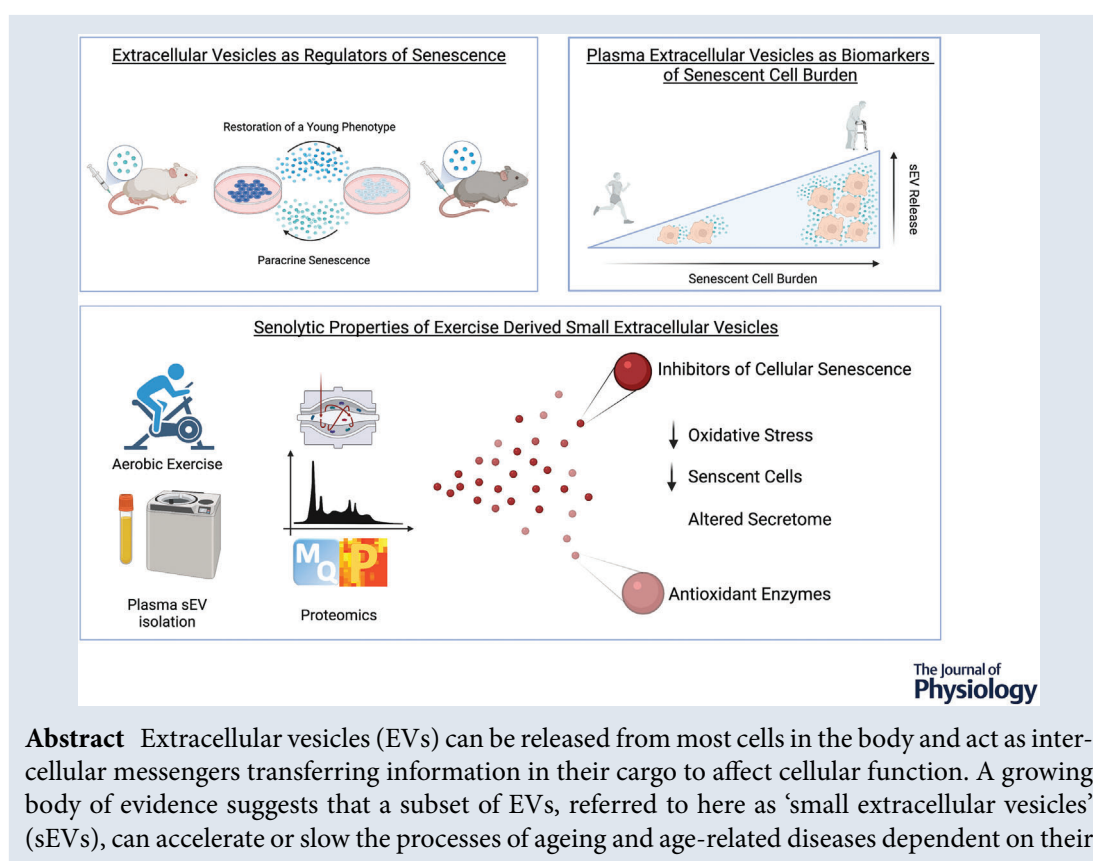 Extracellular Vesicles as Regulators of Senescence
Restoration of a Young Phenotype
Paracrine Senescence
Plasma Extracellular Vesicles as Biomarkers
of Senescent Cell Burden
sEV
Release
Senescent Cell Burden
Senolytic Properties of Exercise Derived Small Extracellular Vesicles
Aerobic Exercise
Plasma sEV
isolation
MQ
P
Proteomics
Inhibitors of Cellular Senescence
Oxidative Stress
Senscent Cells
Altered Secretome
Antioxidant Enzymes
The Journal of
Physiology
Abstract Extracellular vesicles (EVs) can be released from most cells in the body and act as inter-
cellular messengers transferring information in their cargo to affect cellular function. A growing
body of evidence suggests that a subset of EVs, referred to here as ‘small extracellular vesicles’
(sEVs), can accelerate or slow the processes of ageing and age-related diseases dependent on their